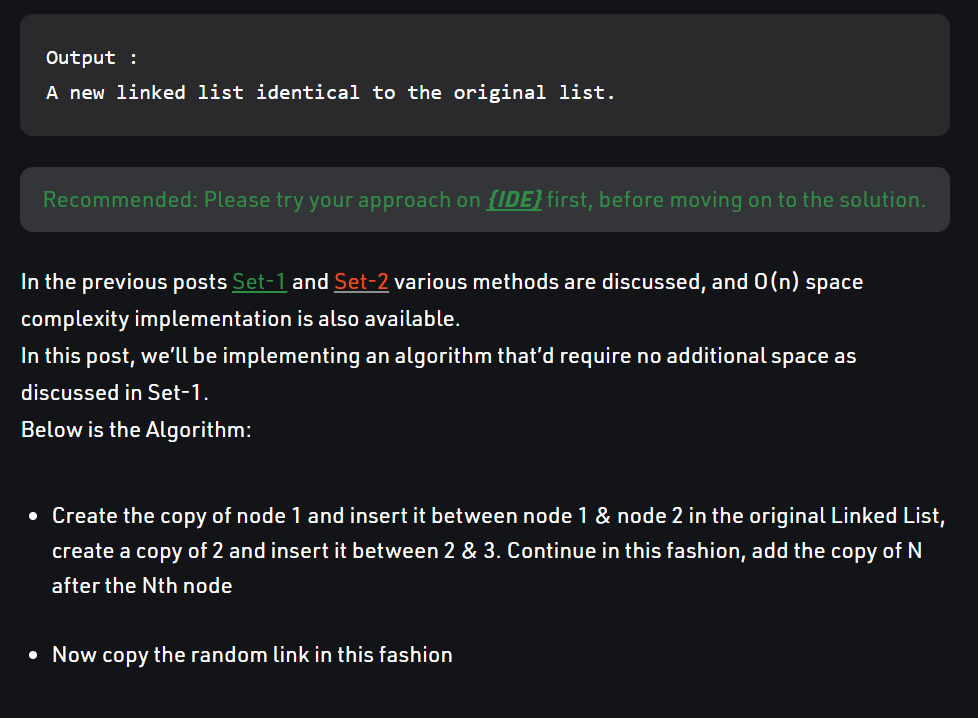 Output :
A new linked list identical to the original list.
Recommended: Please try your approach on {IDE} first, before moving on to the solution.
In the previous posts Set-1 and Set-2 various methods are discussed, and O(n) space
complexity implementation is also available.
In this post, we’ll be implementing an algorithm that’d require no additional space as
discussed in Set-1.
Below is the Algorithm:
• Create the copy of node 1 and insert it between node 1 & node 2 in the original Linked List,
create a copy of 2 and insert it between 2 & 3. Continue in this fashion, add the copy of N
after the Nth node
• Now copy the random link in this fashion